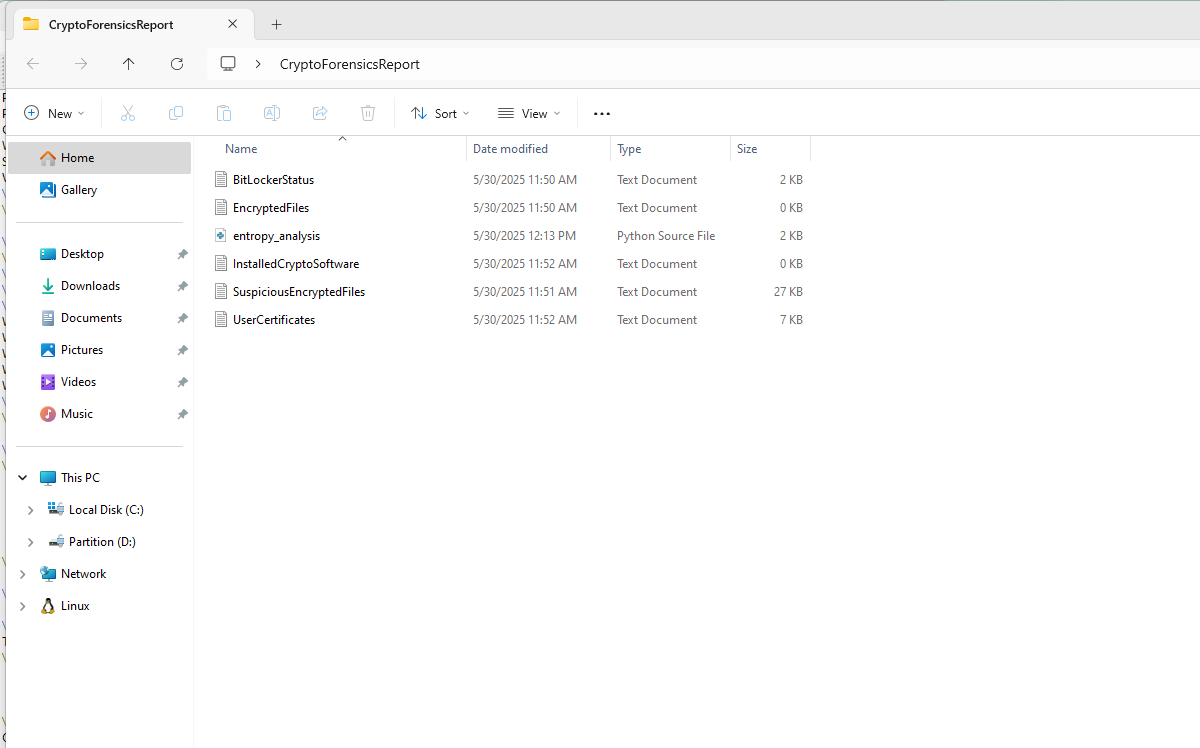 CryptoForensicsReport
CryptoForensicsReport
New Sort View
Name Date modified Type Size
Home
Gallery
Desktop
Downloads
Documents
Pictures
Videos
Music
This PC
Local Disk (C:)
Partition (D:)
Network
Linux
BitLockerStatus 5/30/2025 11:50 AM Text Document 2 KB
EncryptedFiles 5/30/2025 11:50 AM Text Document 0 KB
entropy_analysis 5/30/2025 12:13 PM Python Source File 2 KB
InstalledCryptoSoftware 5/30/2025 11:52 AM Text Document 0 KB
SuspiciousEncryptedFiles 5/30/2025 11:51 AM Text Document 27 KB
UserCertificates 5/30/2025 11:52 AM Text Document 7 KB